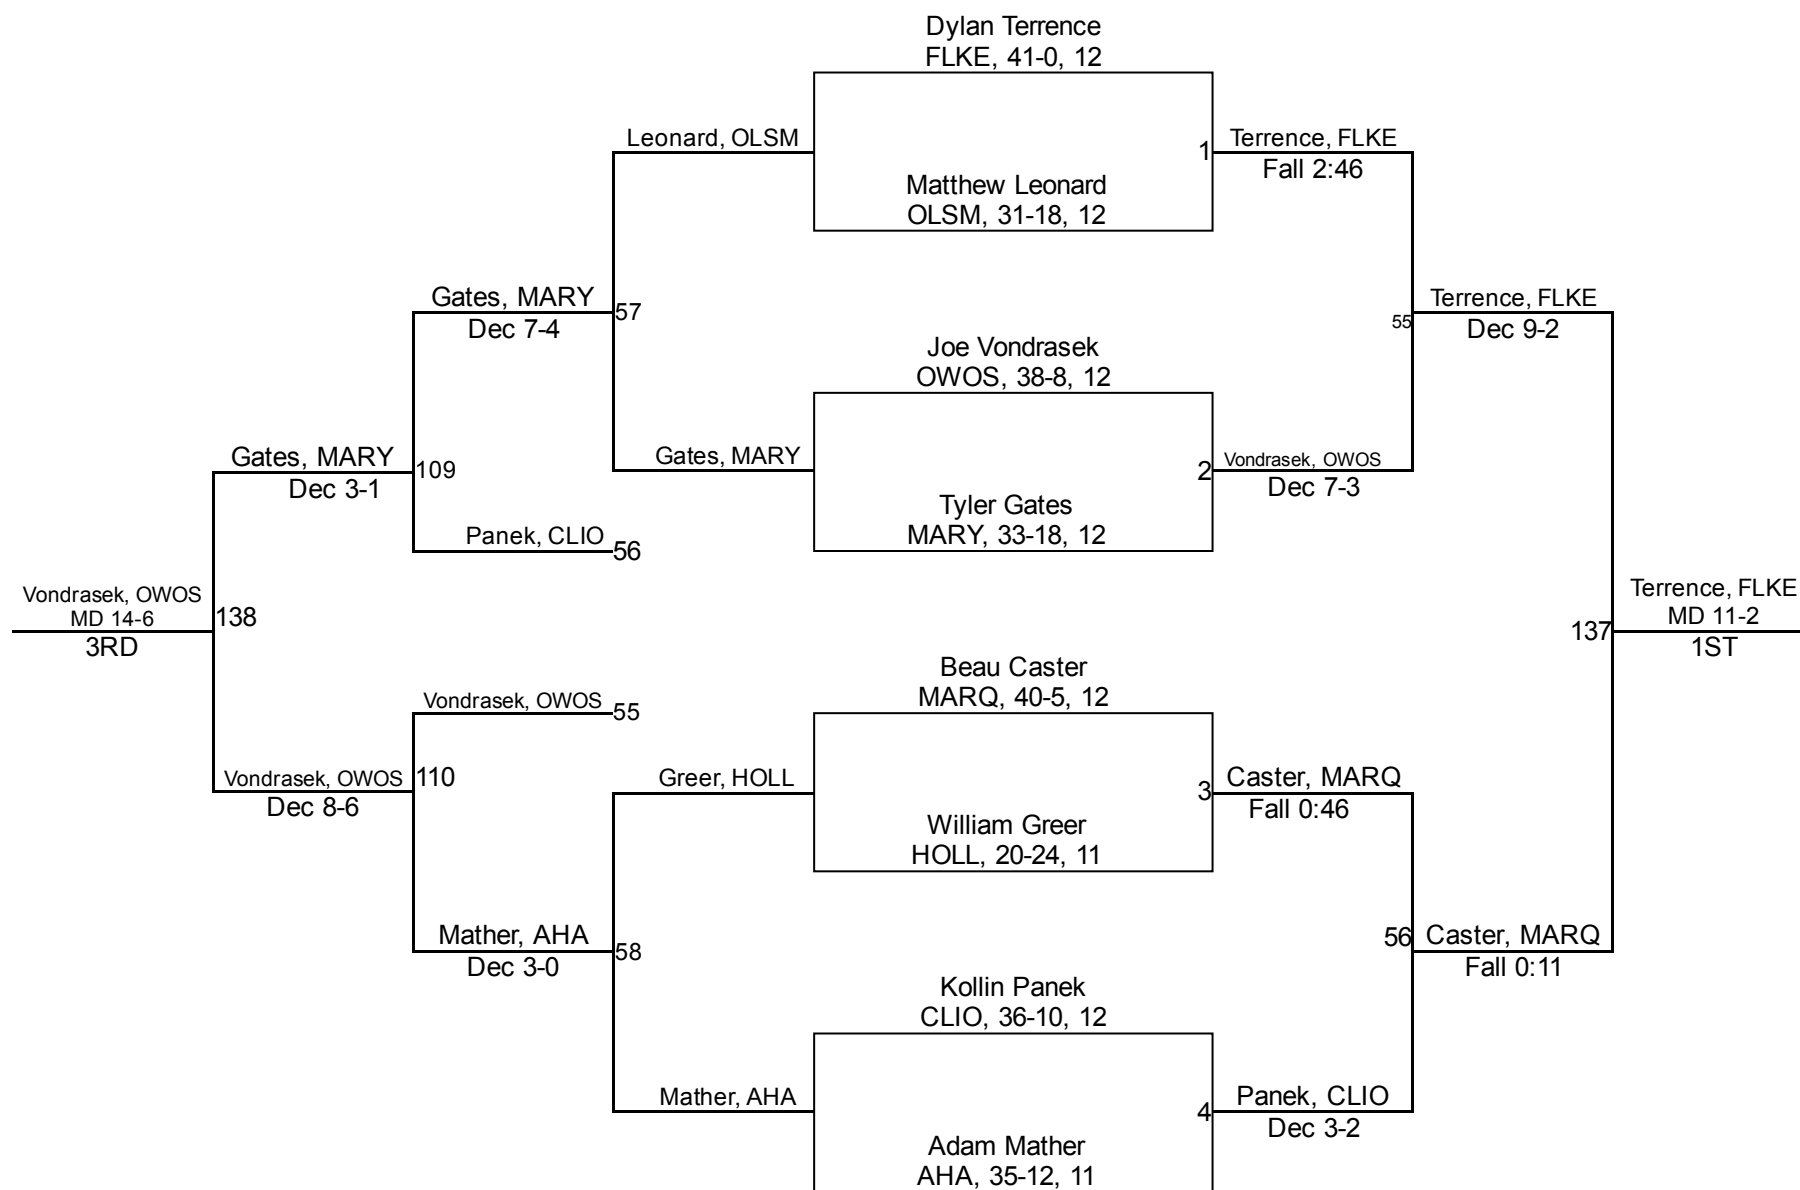 Dylan Terrence
FLKE, 41-0, 12
Leonard, OLSM
1
Terrence, FLKE
Fall 2:46
Matthew Leonard
OLSM, 31-18, 12
Gates, MARY
Dec 7-4
57
Joe Vondrasek
OWOS, 38-8, 12
55
Terrence, FLKE
Dec 9-2
Gates, MARY
Dec 3-1
109
Gates, MARY
2
Vondrasek, OWOS
Dec 7-3
Tyler Gates
MARY, 33-18, 12
Panek, CLIO
56
Vondrasek, OWOS
MD 14-6
3RD
138
137
Terrence, FLKE
MD 11-2
1ST
Beau Caster
MARQ, 40-5, 12
Vondrasek, OWOS
55
Vondrasek, OWOS
Dec 8-6
110
Greer, HOLL
3
Caster, MARQ
Fall 0:46
William Greer
HOLL, 20-24, 11
Mather, AHA
Dec 3-0
58
56
Caster, MARQ
Fall 0:11
Kollin Panek
CLIO, 36-10, 12
Mather, AHA
4
Panek, CLIO
Dec 3-2
Adam Mather
AHA, 35-12, 11